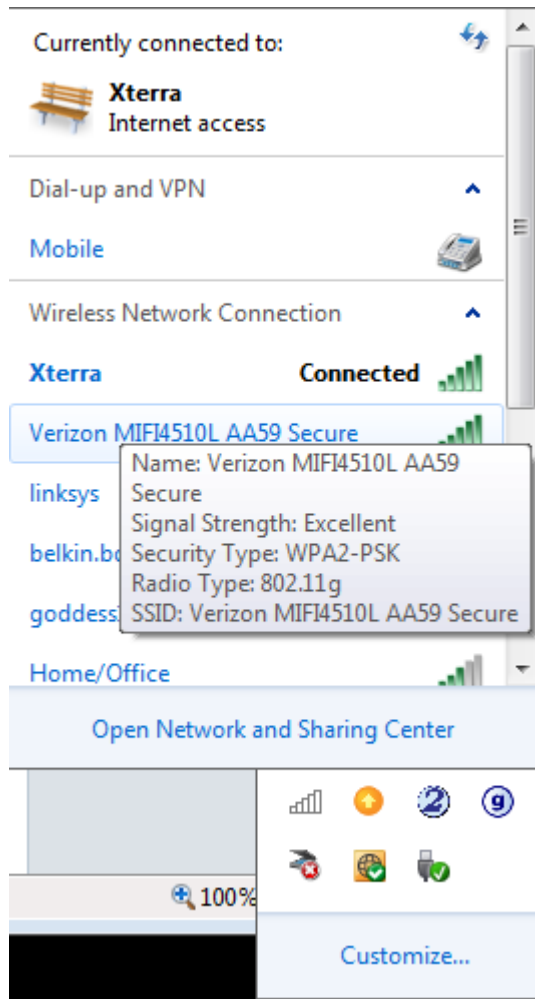 Currently connected to:
Xterra
Internet access
Dial-up and VPN
Mobile
Wireless Network Connection
Xterra Connected
Verizon MIFI4510L AA59 Secure
Name: Verizon MIFI4510L AA59
Secure
linksys
Signal Strength: Excellent
Security Type: WPA2-PSK
Radio Type: 802.11g
SSID: Verizon MIFI4510L AA59 Secure
Home/Office
Open Network and Sharing Center
2
g
100%
Customize...